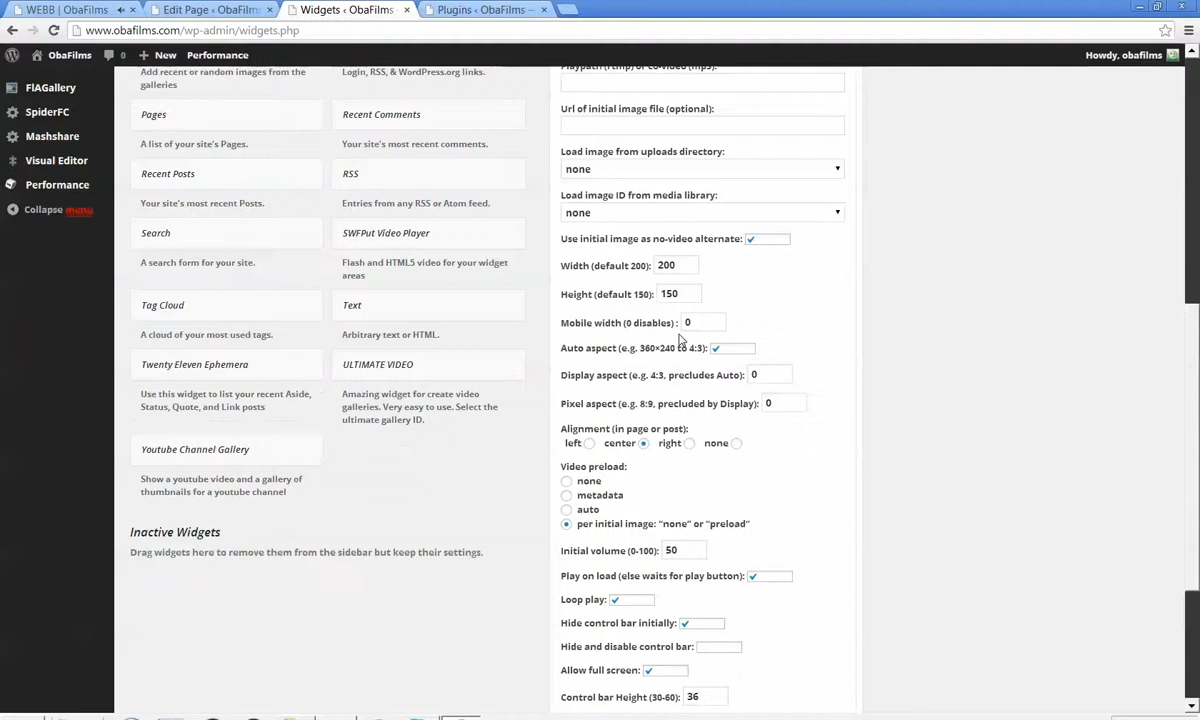 WEBB | ObaFilms
Edit Page ‹ ObaFilms
Widgets ‹ ObaFilms
Plugins ‹ ObaFilms —
www.obafilms.com/wp-admin/widgets.php
ObaFilms 0 + New Performance
Howdy, obafilms
FlAGallery
SpiderFC
Mashshare
Visual Editor
Performance
Collapse menu
Add recent or random images from the
galleries
Login, RSS, & WordPress.org links.
Pages
Recent Comments
A list of your site's Pages.
Your site's most recent comments.
Recent Posts
RSS
Your site's most recent Posts.
Entries from any RSS or Atom feed.
Search
SWFPut Video Player
A search form for your site.
Flash and HTML5 video for your widget
areas
Tag Cloud
Text
A cloud of your most used tags.
Arbitrary text or HTML.
Twenty Eleven Ephemera
ULTIMATE VIDEO
Use this widget to list your recent Aside,
Status, Quote, and Link posts
Amazing widget for create video
galleries. Very easy to use. Select the
ultimate gallery ID.
Youtube Channel Gallery
Show a youtube video and a gallery of
thumbnails for a youtube channel
Inactive Widgets
Drag widgets here to remove them from the sidebar but keep their settings.
Playpath (rtmp) or co-video (mp3):
Url of initial image file (optional):
Load image from uploads directory:
none
Load image ID from media library:
none
Use initial image as no-video alternate:
Width (default 200): 200
Height (default 150): 150
Mobile width (0 disables) : 0
Auto aspect (e.g. 360×240 to 4:3):
Display aspect (e.g. 4:3, precludes Auto): 0
Pixel aspect (e.g. 8:9, precluded by Display): 0
Alignment (in page or post):
left center right none
Video preload:
none
metadata
auto
per initial image: “none” or “preload”
Initial volume (0-100): 50
Play on load (else waits for play button):
Loop play:
Hide control bar initially:
Hide and disable control bar:
Allow full screen:
Control bar Height (30-60): 36